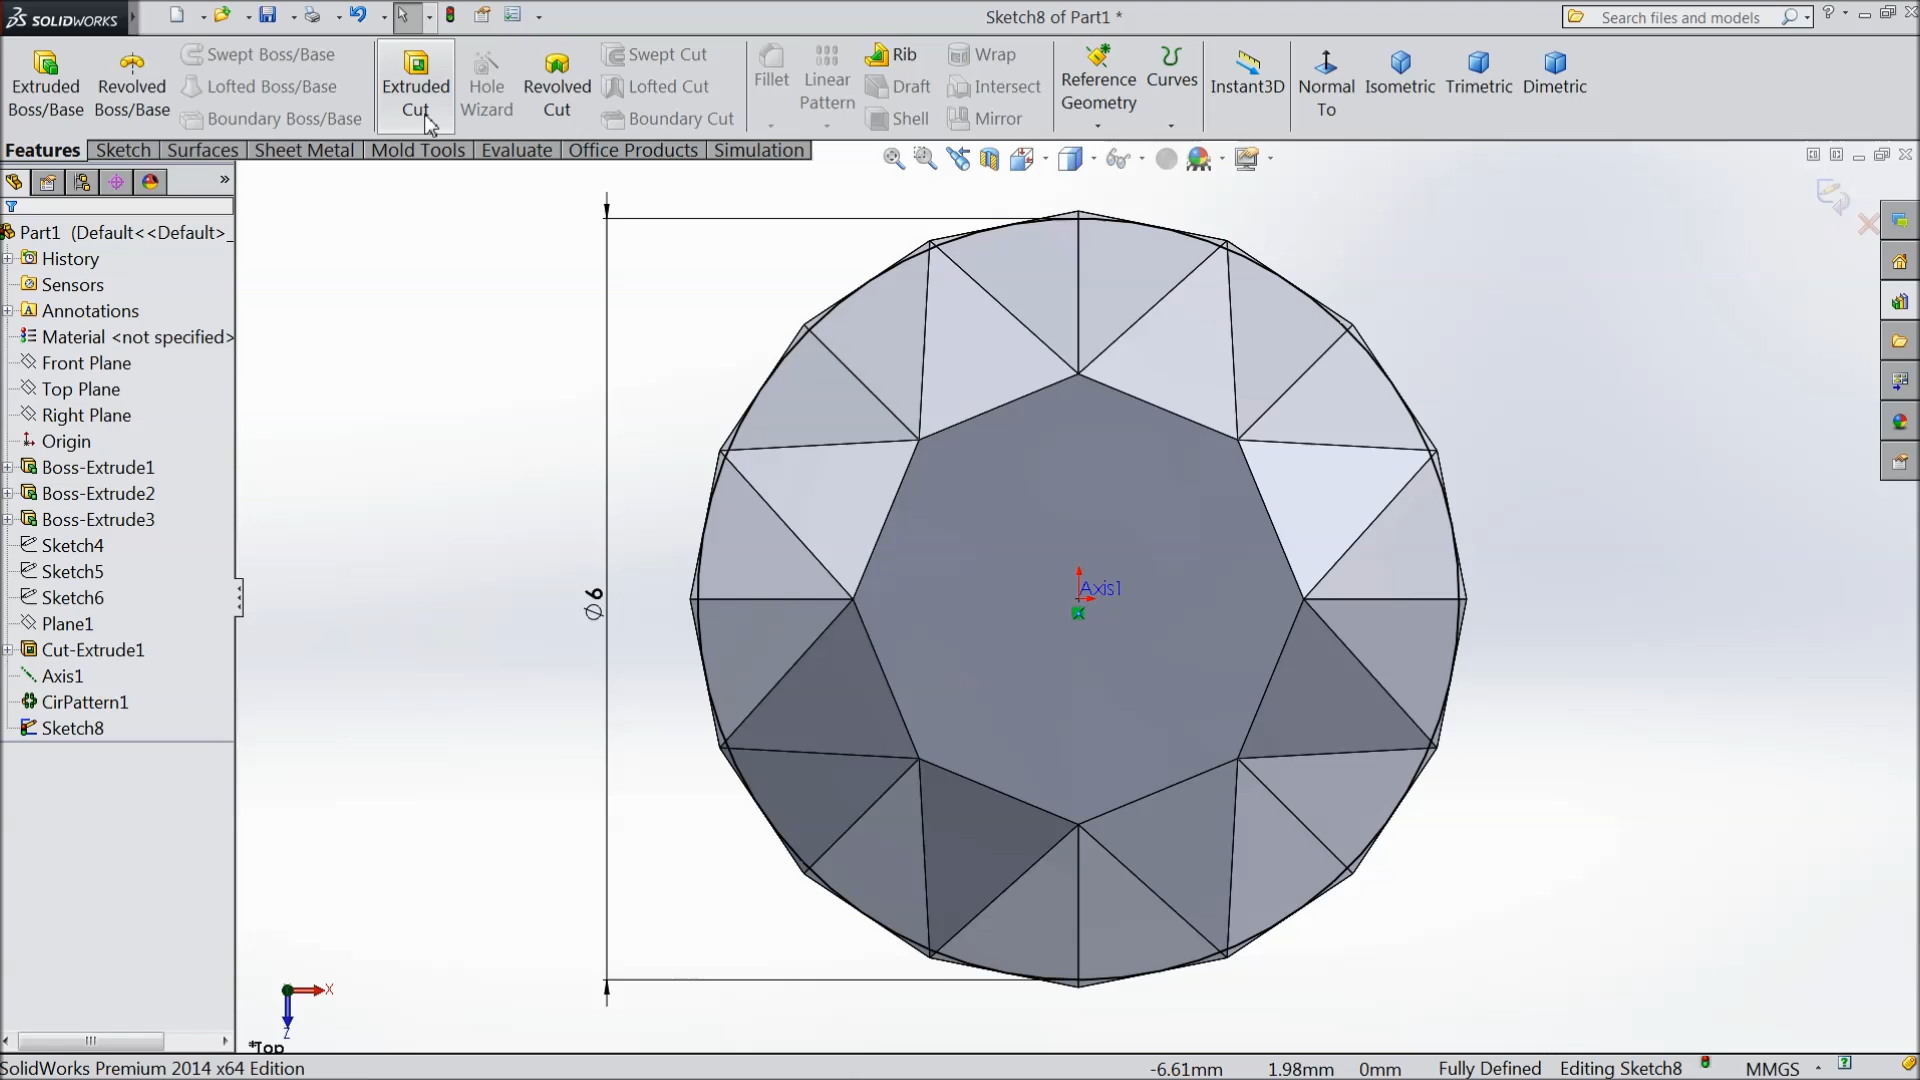 SOLIDWORKS
Sketch8 of Part1 *
Search files and models
Extruded Boss/Base
Revolved Boss/Base
Swept Boss/Base
Lofted Boss/Base
Boundary Boss/Base
Extruded Cut
Hole Wizard
Revolved Cut
Swept Cut
Lofted Cut
Boundary Cut
Fillet
Linear Pattern
Rib
Draft
Shell
Wrap
Intersect
Mirror
Reference Geometry
Curves
Instant3D
Normal To
Isometric
Trimetric
Dimetric
Features Sketch Surfaces Sheet Metal Mold Tools Evaluate Office Products Simulation
Part1 (Default<<Default>_
History
Sensors
Annotations
Material <not specified>
Front Plane
Top Plane
Right Plane
Origin
Boss-Extrude1
Boss-Extrude2
Boss-Extrude3
Sketch4
Sketch5
Sketch6
Plane1
Cut-Extrude1
Axis1
CirPattern1
Sketch8
∅6
Axis1
X
Z
*Top
SolidWorks Premium 2014 x64 Edition
-6.61mm 1.98mm 0mm Fully Defined Editing Sketch8 MMGS